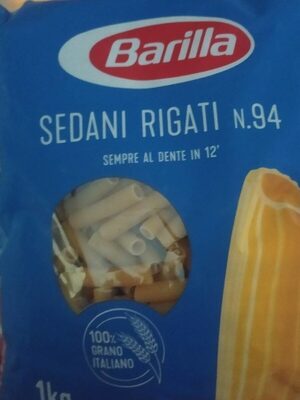 Barilla
SEDANI RIGATI N.94
SEMPRE AL DENTE IN 12'
100%
GRANO
ITALIANO
1kg